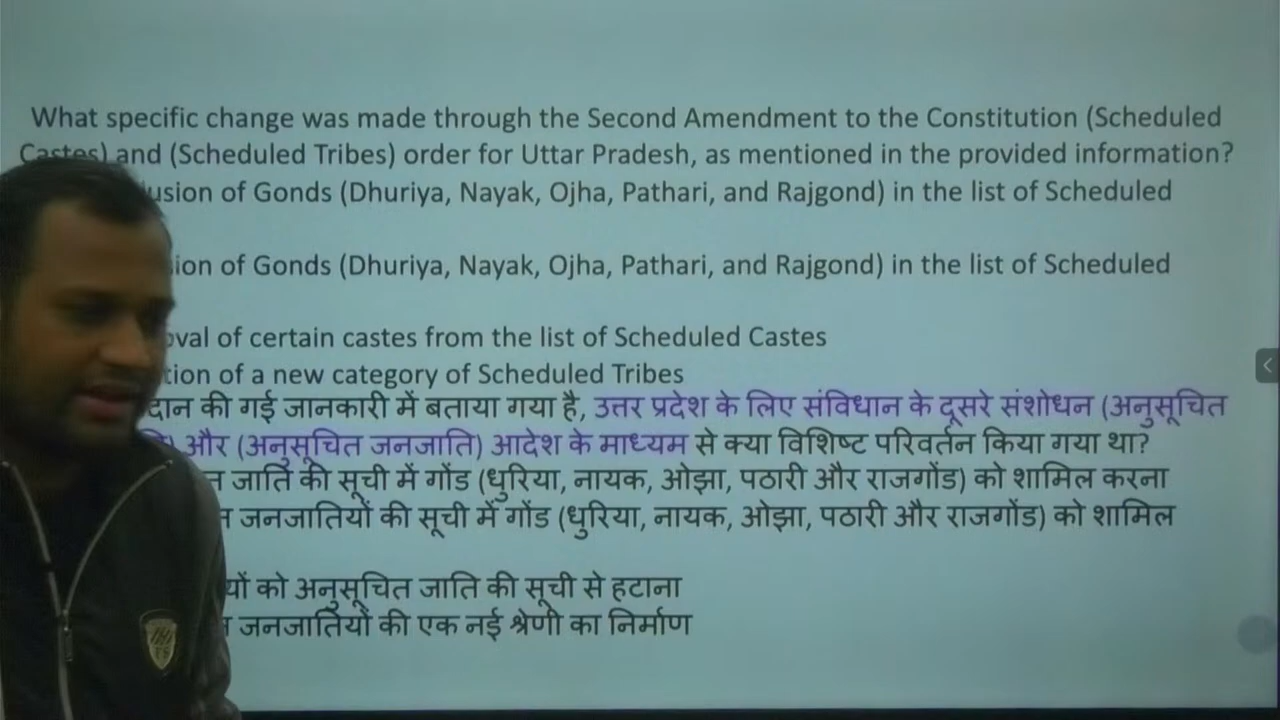 What specific change was made through the Second Amendment to the Constitution (Scheduled
Castes) and (Scheduled Tribes) order for Uttar Pradesh, as mentioned in the provided information?
of Gonds (Dhuriya, Nayak, Ojha, Pathari, and Rajgond) in the list of Scheduled
of Gonds (Dhuriya, Nayak, Ojha, Pathari, and Rajgond) in the list of Scheduled
of certain castes from the list of Scheduled Castes
of a new category of Scheduled Tribes
की गई जानकारी में बताया गया है, उत्तर प्रदेश के लिए संविधान के दूसरे संशोधन (अनुसूचित
और (अनुसूचित जनजाति) आदेश के माध्यम से क्या विशिष्ट परिवर्तन किया गया था?
जाति की सूची में गोंड (धुरिया, नायक, ओझा, पठारी और राजगोंड) को शामिल करना
जनजातियों की सूची में गोंड (धुरिया, नायक, ओझा, पठारी और राजगोंड) को शामिल
को अनुसूचित जाति की सूची से हटाना
जनजातियों की एक नई श्रेणी का निर्माण